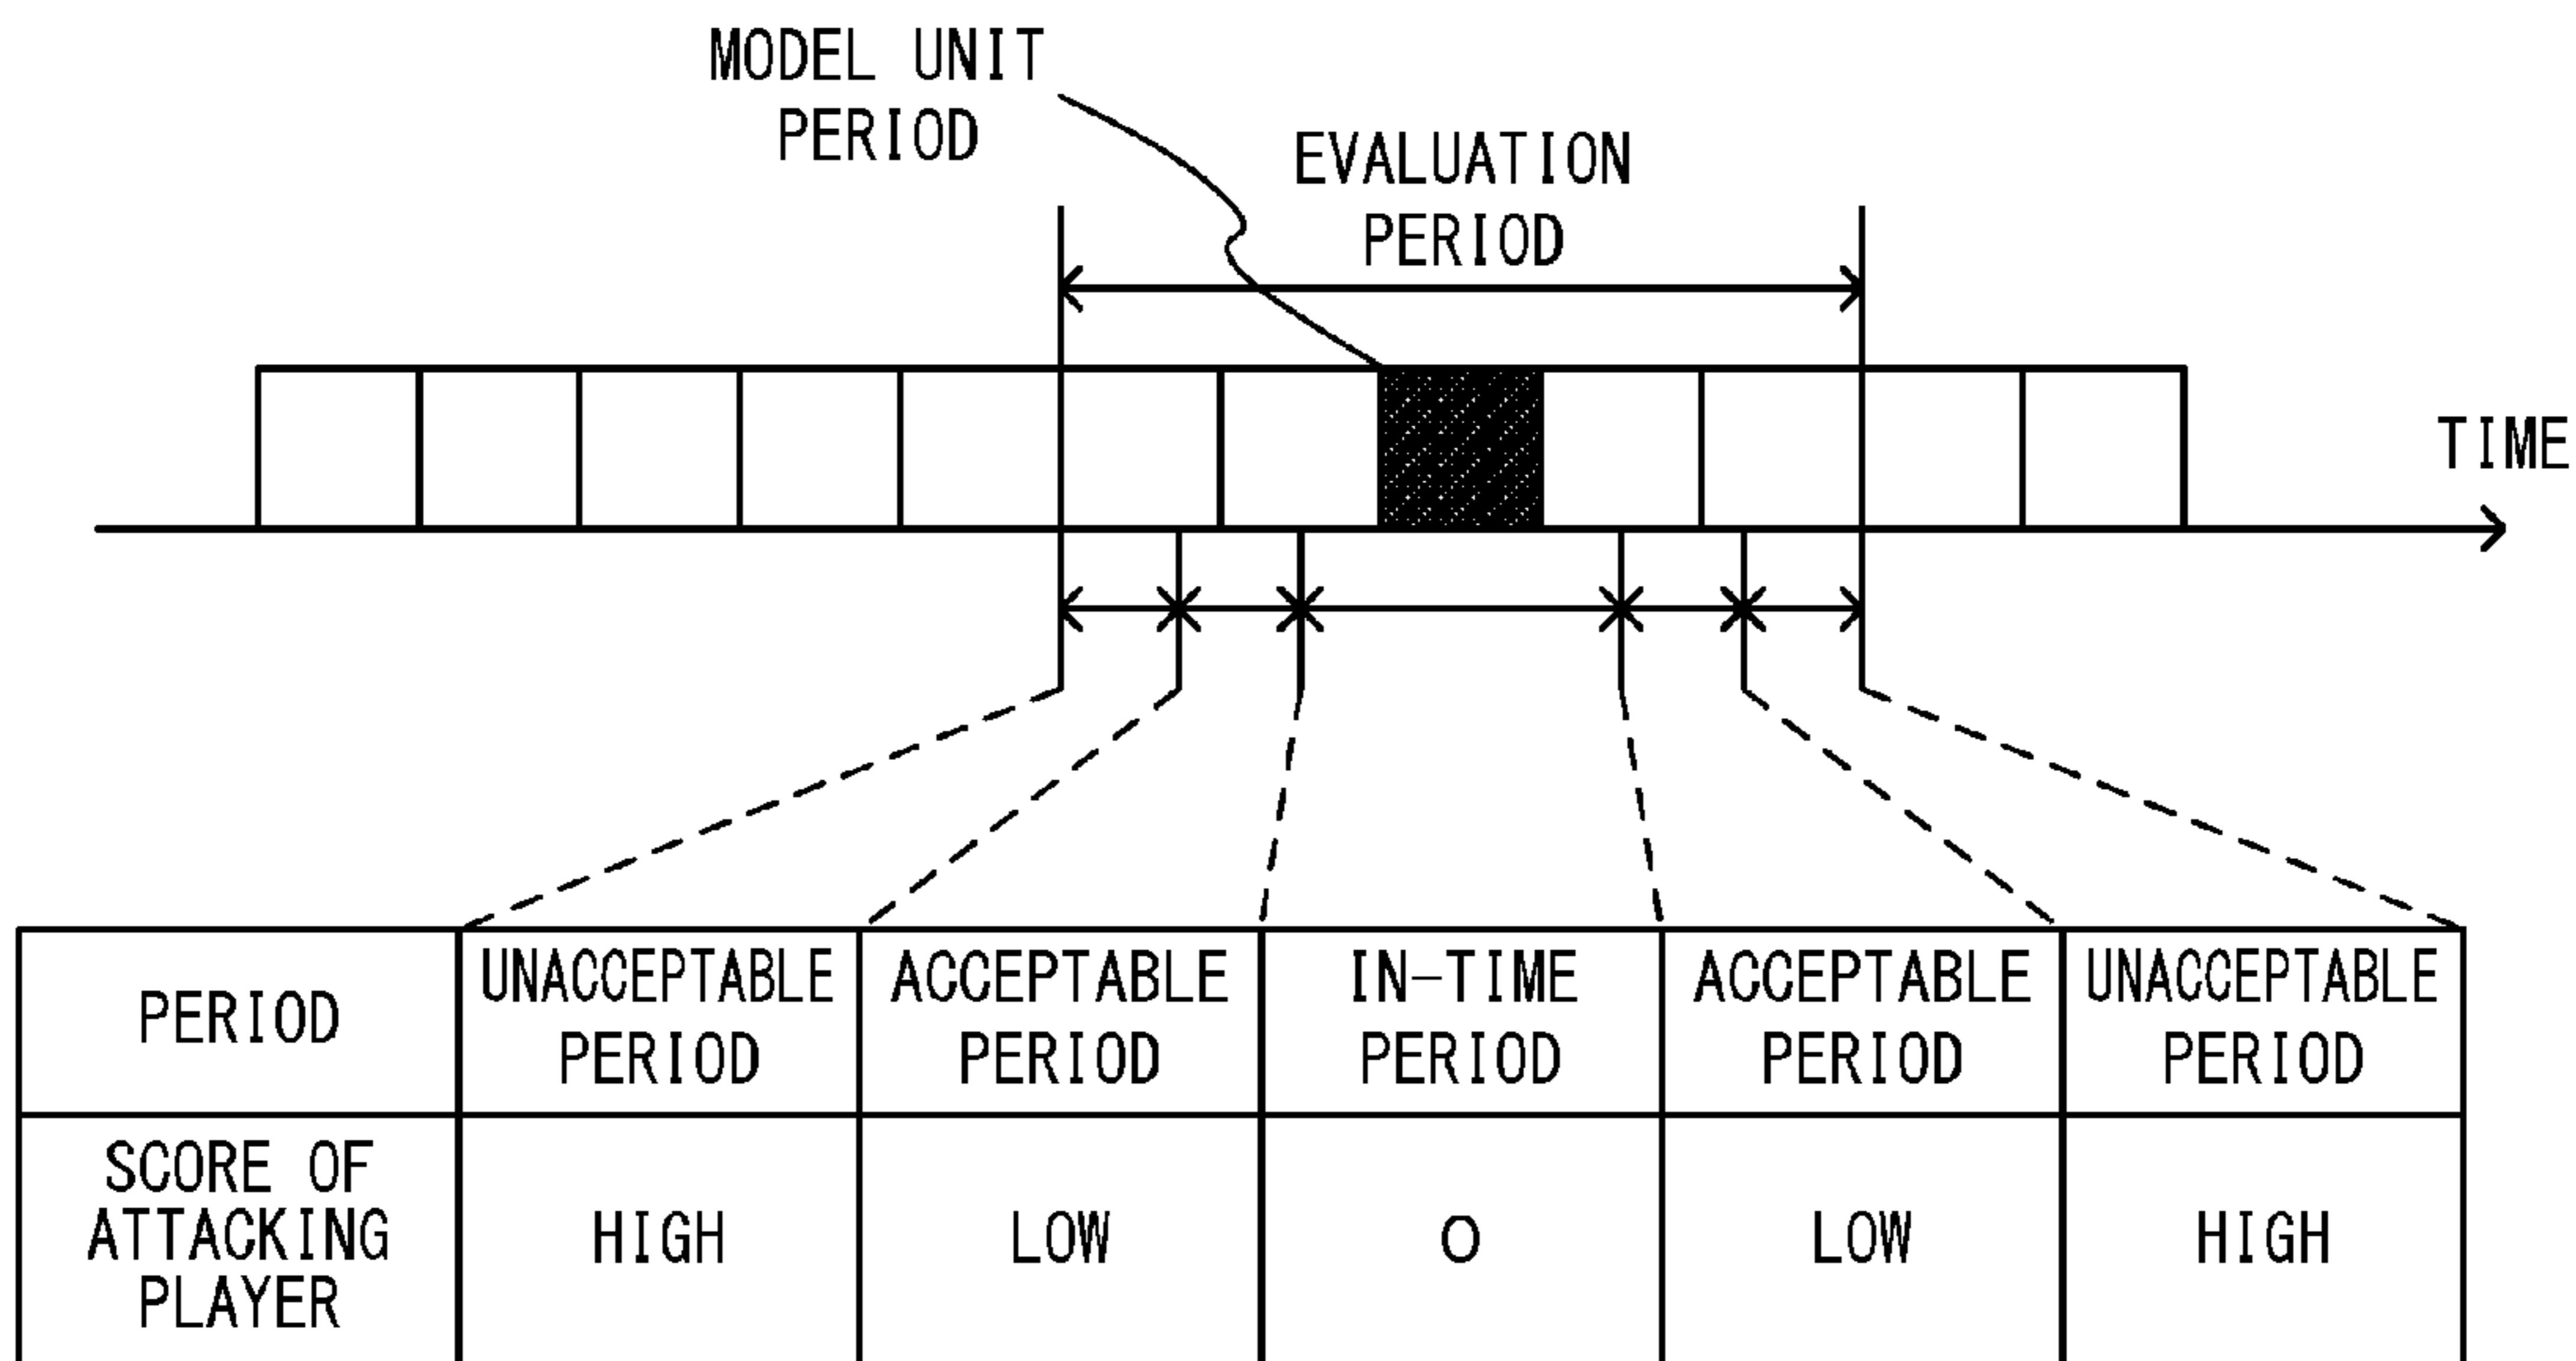 MODEL UNIT
PERIOD
EVALUATION
PERIOD
TIME
PERIOD
UNACCEPTABLE
PERIOD
ACCEPTABLE
PERIOD
IN-TIME
PERIOD
ACCEPTABLE
PERIOD
UNACCEPTABLE
PERIOD
SCORE OF
ATTACKING
PLAYER
HIGH
LOW
0
LOW
HIGH